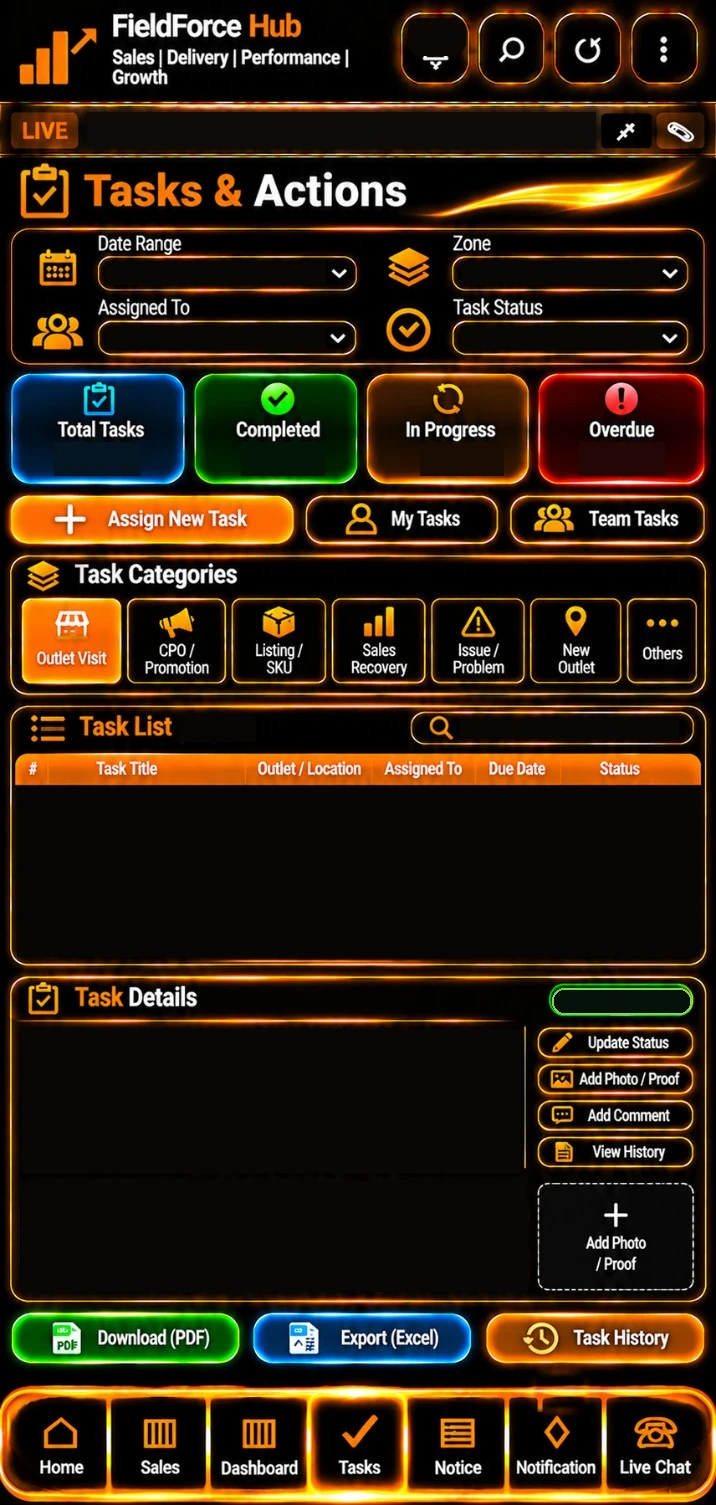 FieldForce Hub
Sales | Delivery | Performance |
Growth
LIVE
Tasks & Actions
Date Range
Zone
Assigned To
Task Status
Total Tasks
Completed
In Progress
Overdue
Assign New Task
My Tasks
Team Tasks
Task Categories
Outlet Visit
CPO /
Promotion
Listing /
SKU
Sales
Recovery
Issue /
Problem
New
Outlet
Others
Task List
# Task Title Outlet / Location Assigned To Due Date Status
Task Details
Update Status
Add Photo / Proof
Add Comment
View History
Add Photo
/ Proof
PDF
Download (PDF)
Export (Excel)
Task History
Home
Sales
Dashboard
Tasks
Notice
Notification
Live Chat